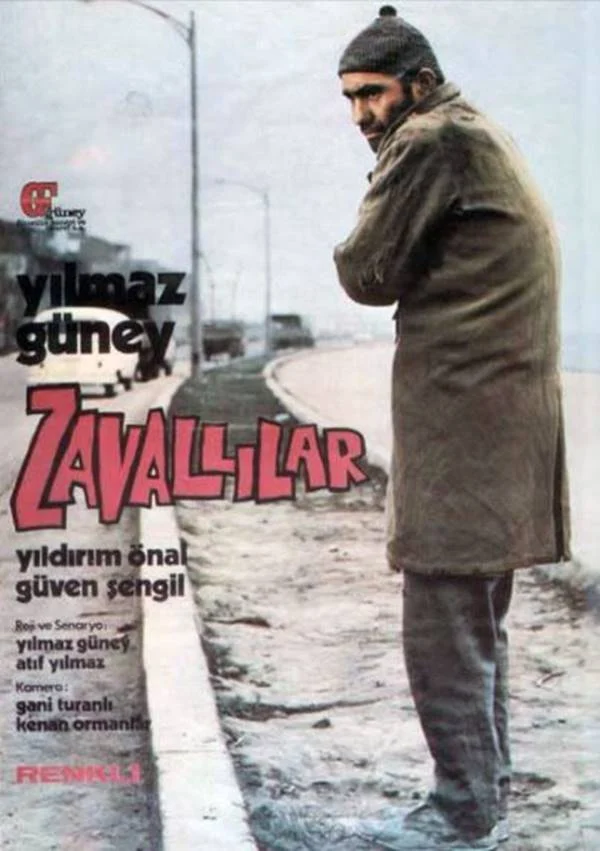 güney
yılmaz
güney
ZAVALLILAR
yıldırım önal
güven şengil
Reji ve Senaryo:
yılmaz güney
atıf yılmaz
Kamera:
gani turanlı
kenan ormanlar
RENKLİ